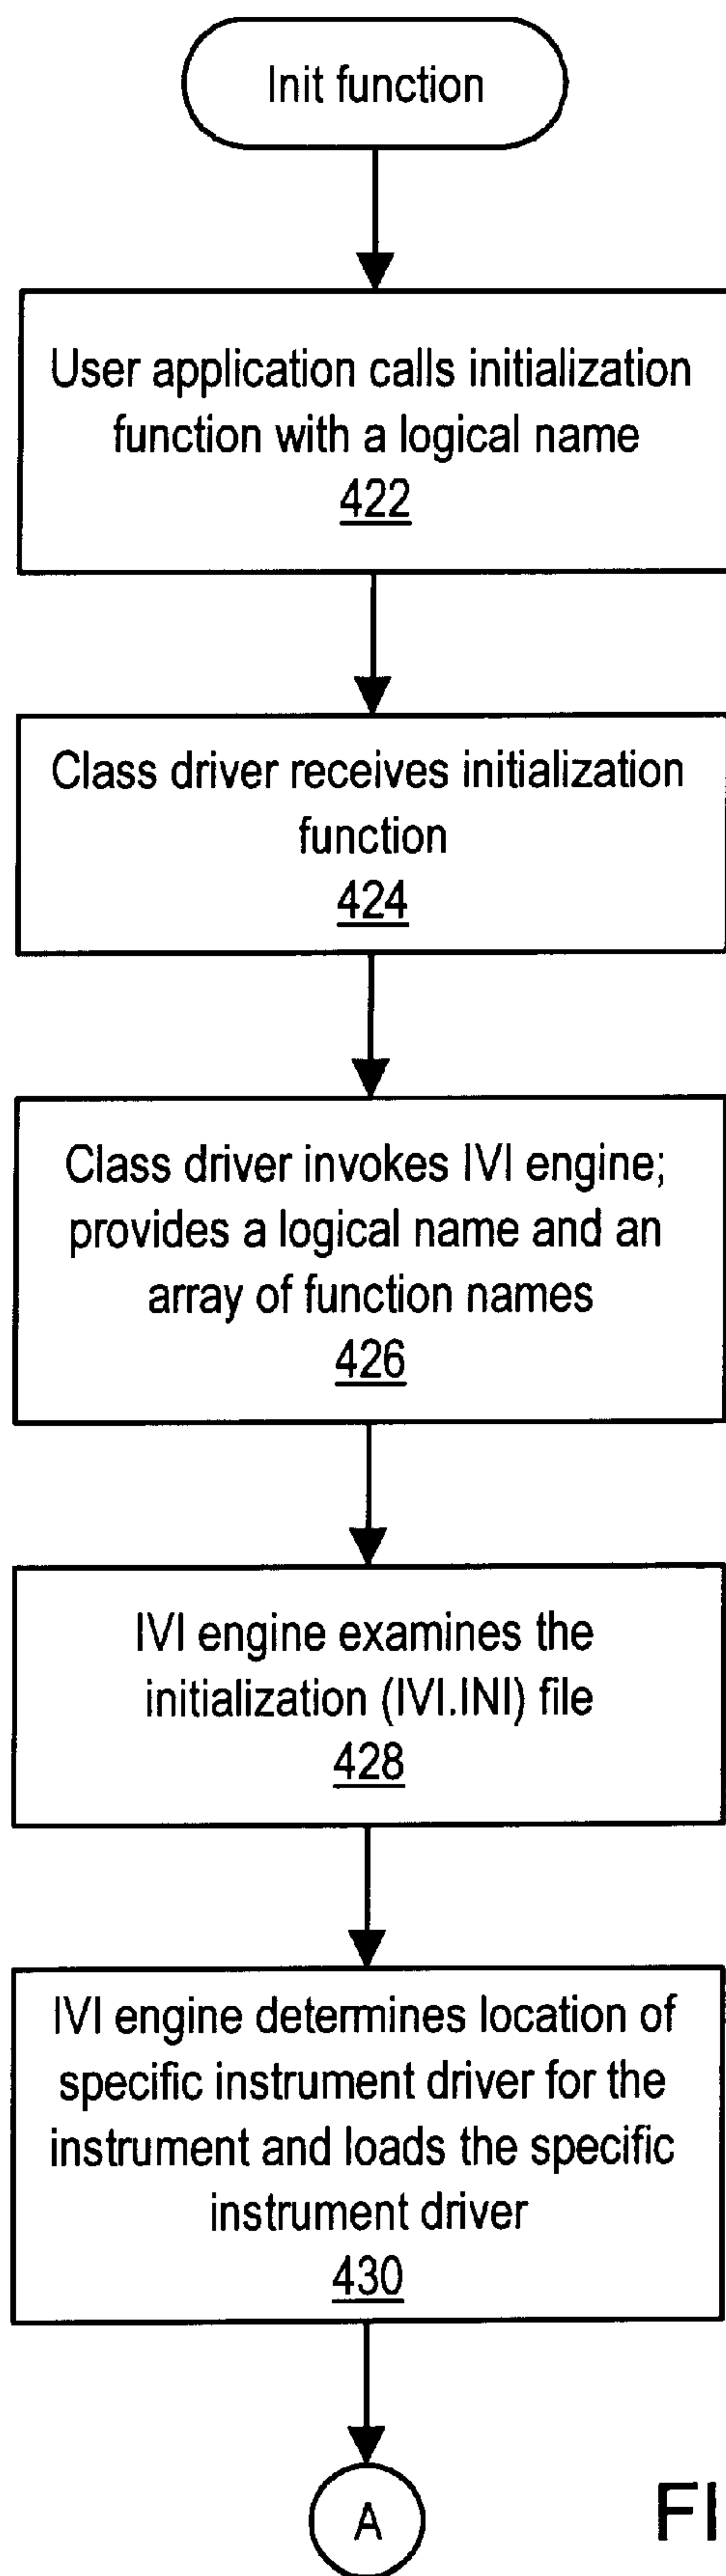 Init function
User application calls initialization
function with a logical name
422
Class driver receives initialization
function
424
Class driver invokes IVI engine;
provides a logical name and an
array of function names
426
IVI engine examines the
initialization (IVI.INI) file
428
IVI engine determines location of
specific instrument driver for the
instrument and loads the specific
instrument driver
430
A
FI